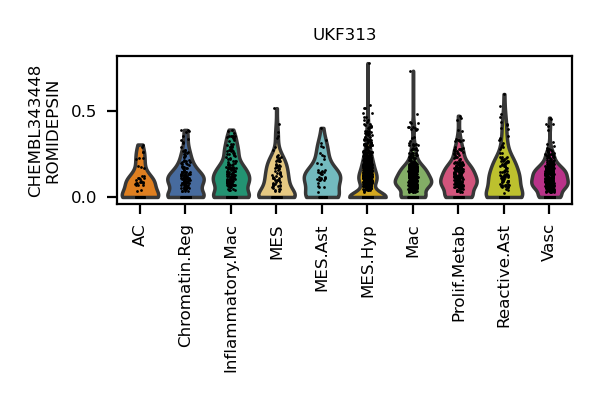 UKF313
CHEMBL343448
ROMIDEPSIN
0.5
0.0
AC
Chromatin.Reg
Inflammatory.Mac
MES
MES.Ast
MES.Hyp
Mac
Prolif.Metab
Reactive.Ast
Vasc